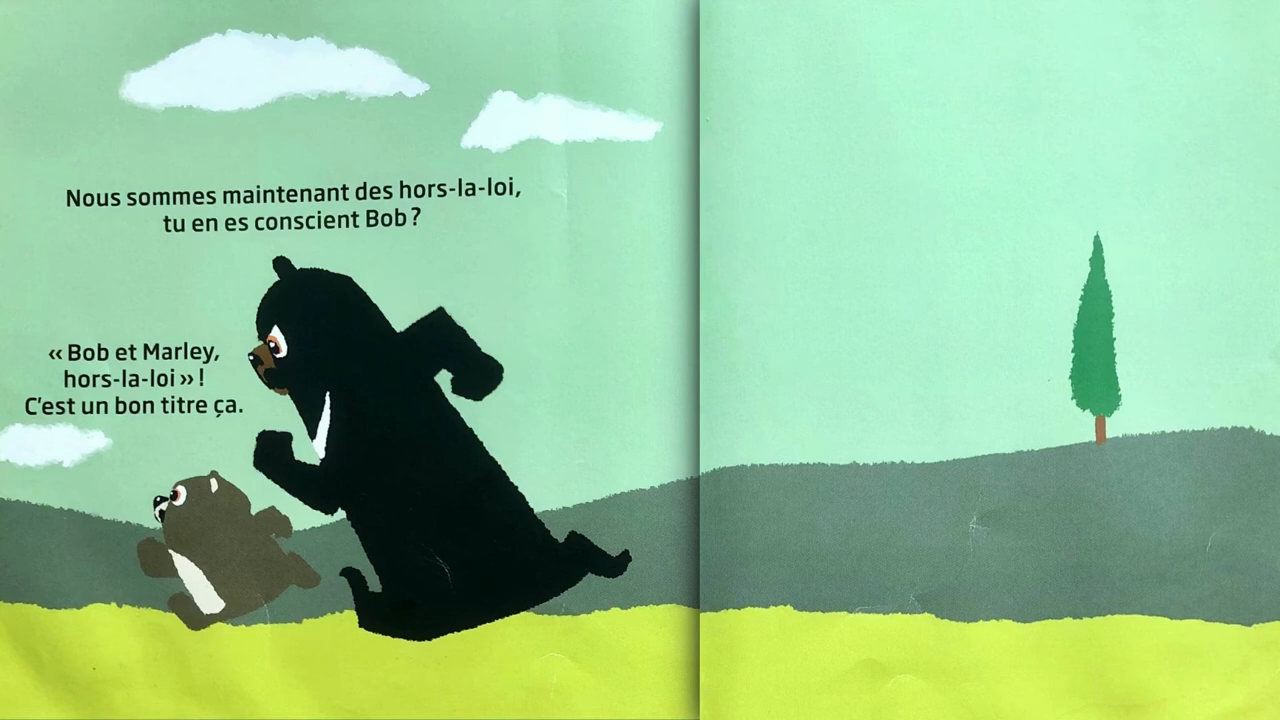 Nous sommes maintenant des hors-la-loi,
tu en es conscient Bob ?
« Bob et Marley,
hors-la-loi » !
C'est un bon titre ça.